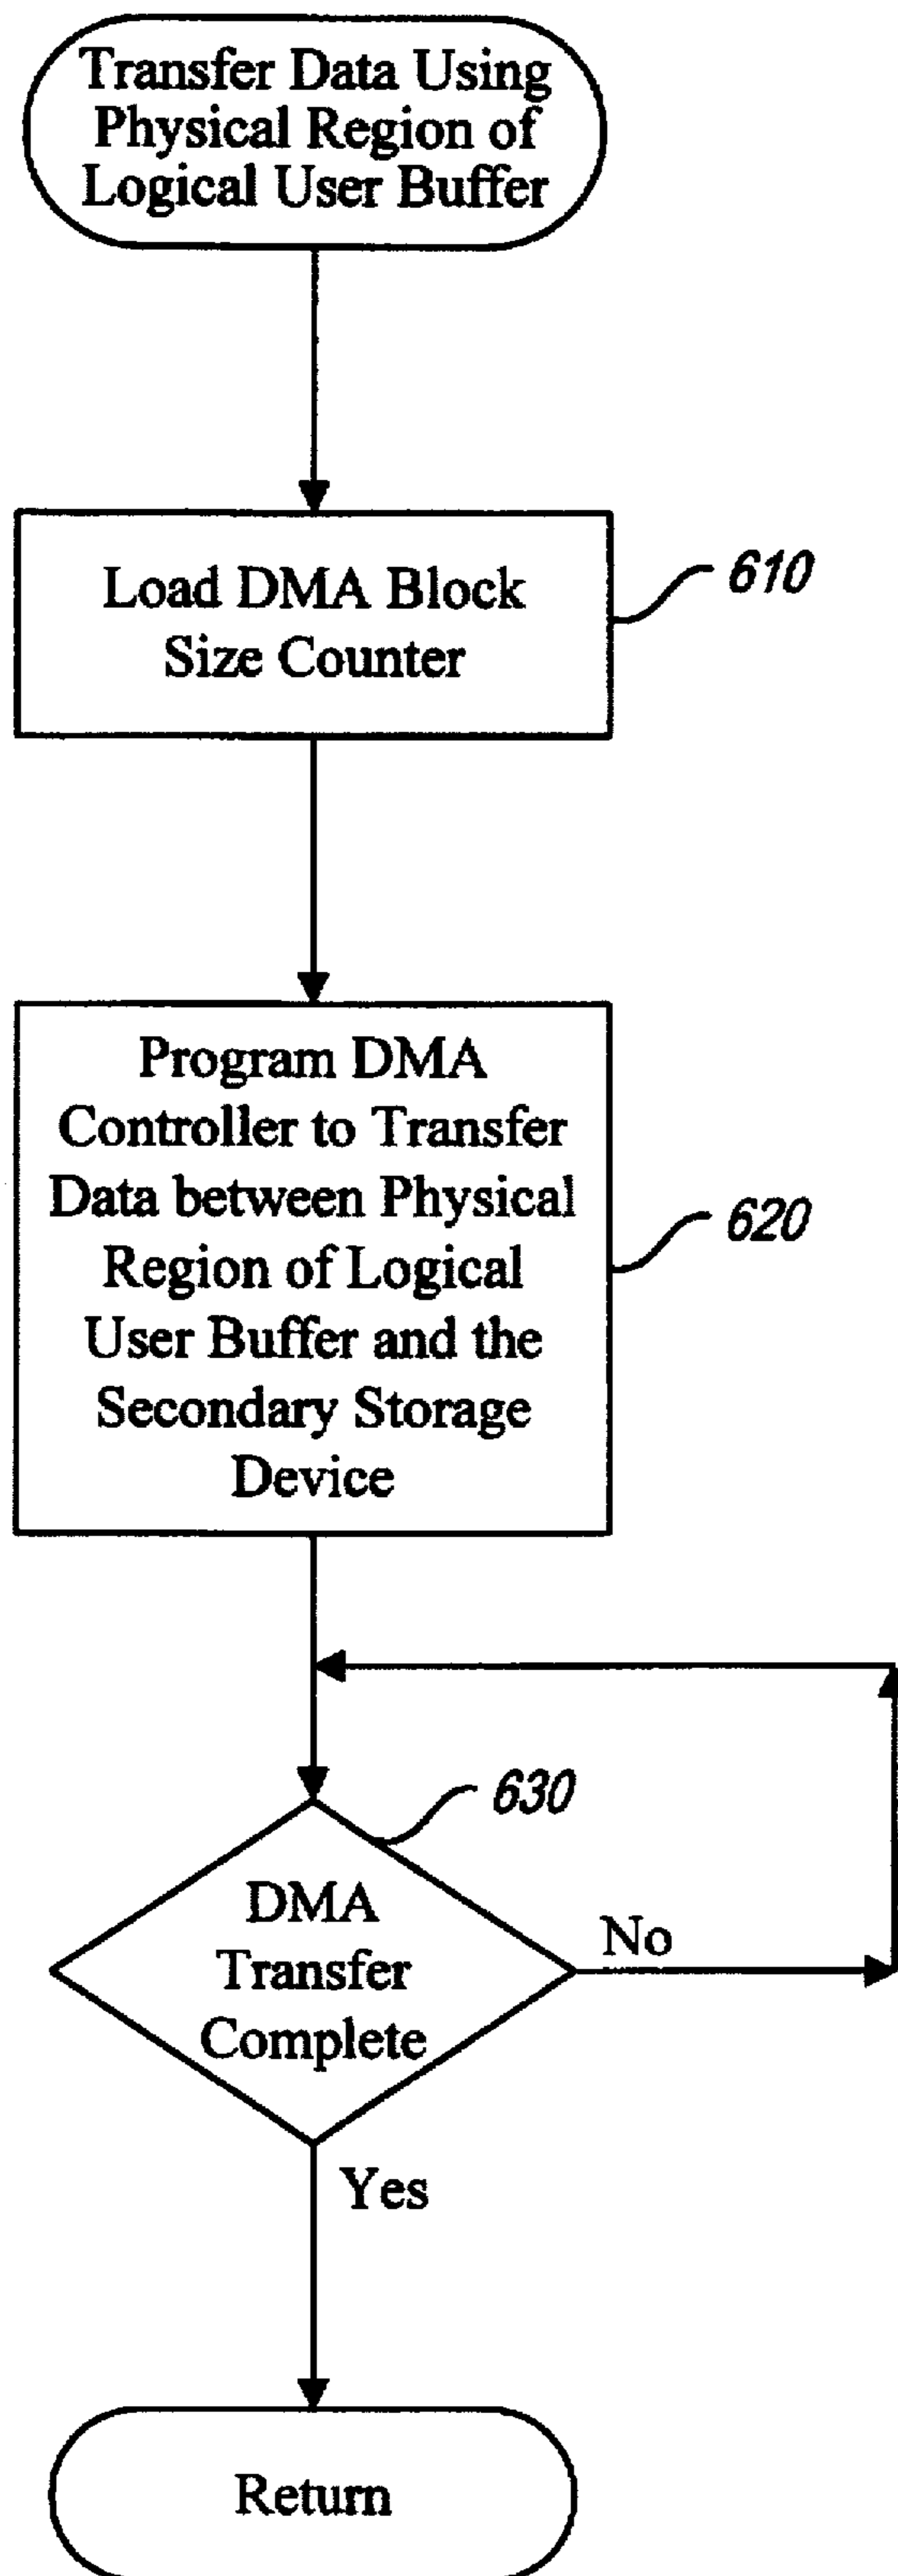 Transfer Data Using
Physical Region of
Logical User Buffer
Load DMA Block
Size Counter
610
Program DMA
Controller to Transfer
Data between Physical
Region of Logical
User Buffer and the
Secondary Storage
Device
620
630
DMA
Transfer
Complete
No
Yes
Return